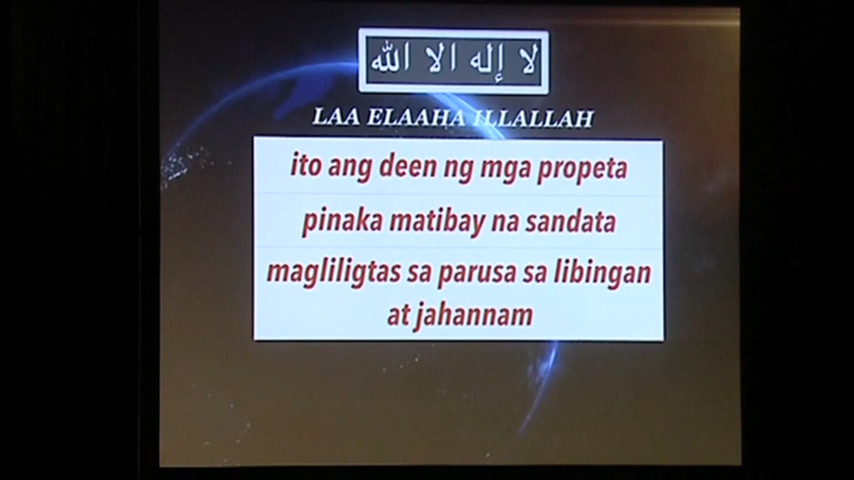 لا إله الا الله
LAA ELAAHA ILLALLAH
ito ang deen ng mga propeta
pinaka matibay na sandata
magliligtas sa parusa sa libingan
at jahannam